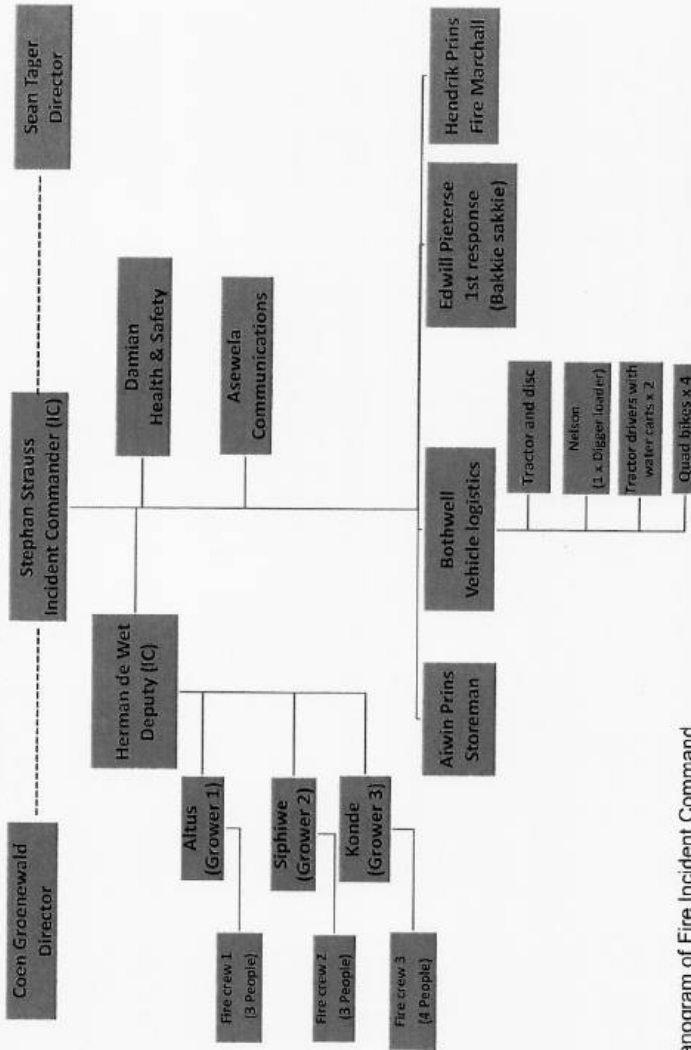 Coen Groenewald
Director
Stephan Strauss
Incident Commander (IC)
Sean Tager
Director
Herman de Wet
Deputy (IC)
Damian
Health & Safety
Asewela
Communications
Altus
(Grower 1)
Siphiwe
(Grower 2)
Konde
(Grower 3)
Fire crew 1
(3 People)
Fire crew 2
(3 People)
Fire crew 3
(4 People)
Aiwin Prins
Storeman
Bothwell
Vehicle logistics
Edwill Pieterse
1st response
(Bakkie sakkie)
Hendrik Prins
Fire Marchall
Tractor and disc
Nelson
(1 x Digger loader)
Tractor drivers with
water carts x 2
Quad bikes x 4
of Fire Incident Command